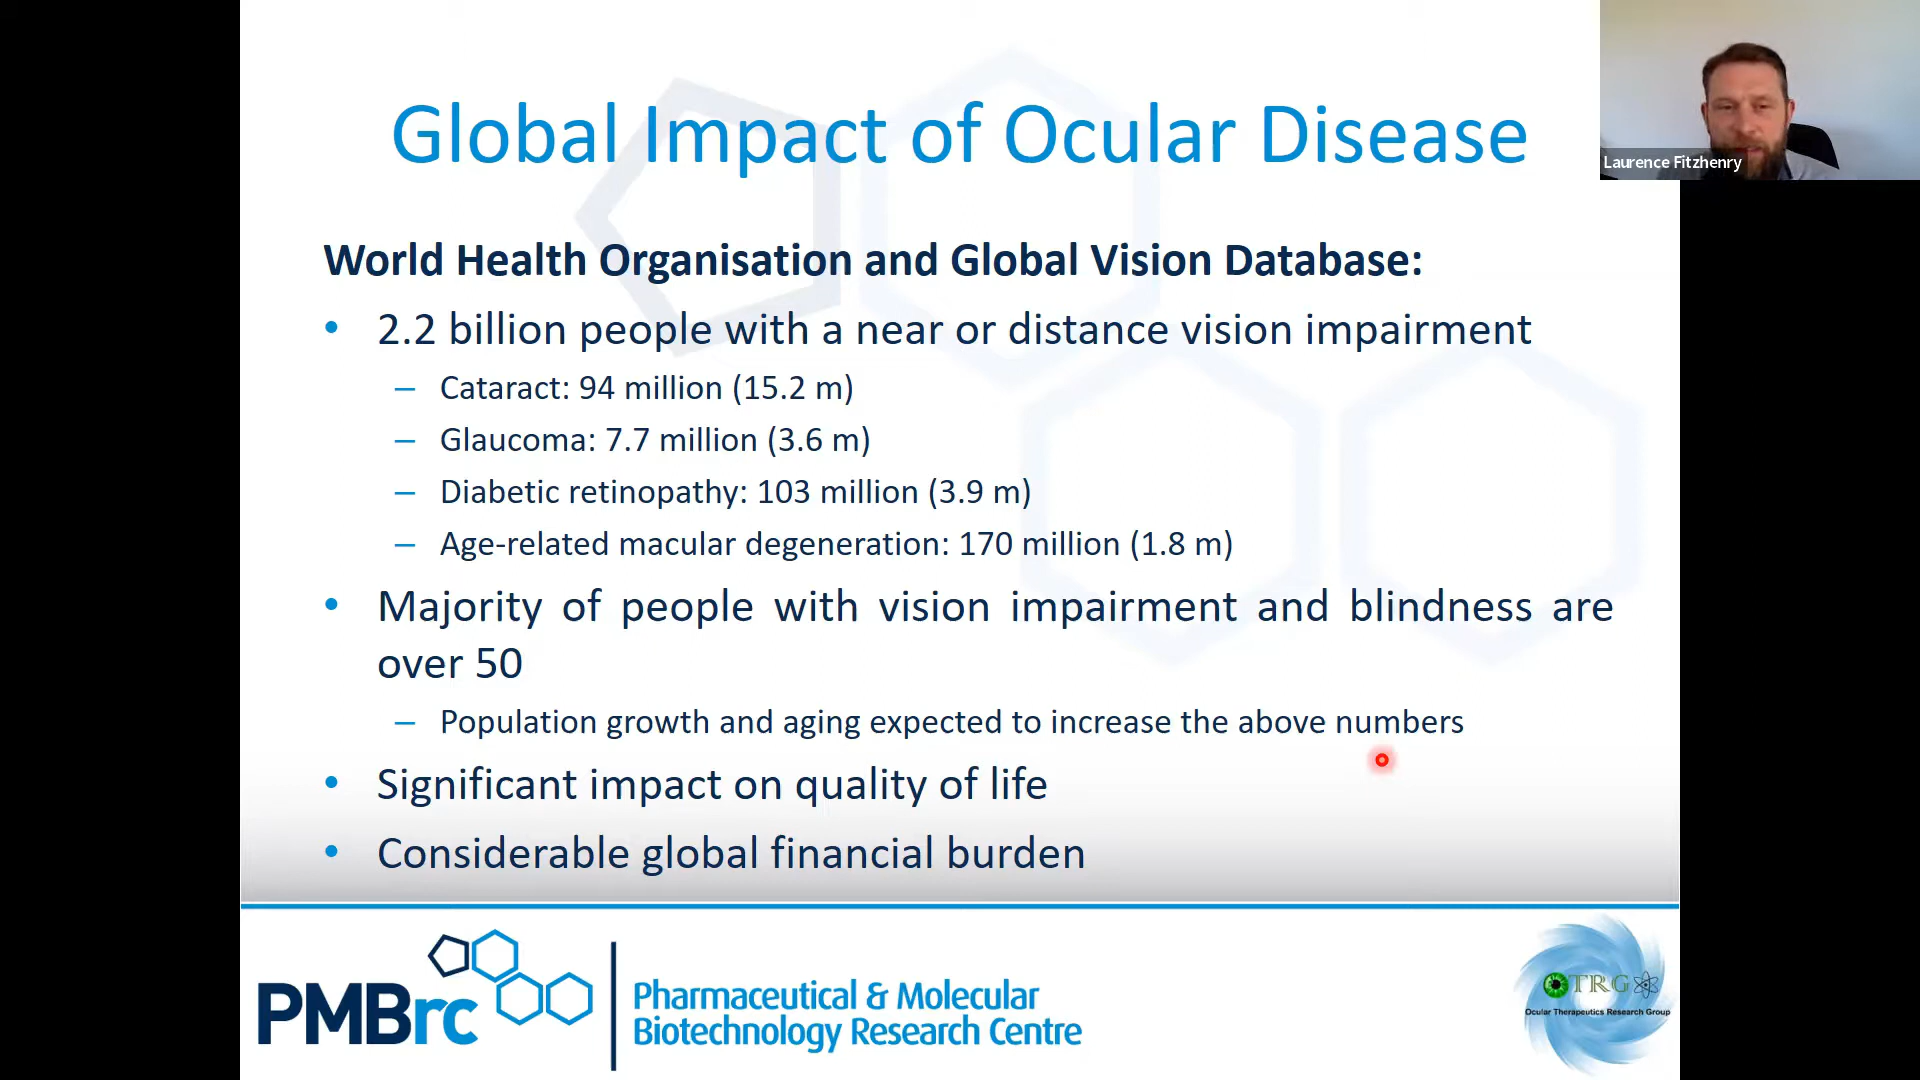 Global Impact of Ocular Disease
Laurence Fitzhenry
World Health Organisation and Global Vision Database:
• 2.2 billion people with a near or distance vision impairment
– Cataract: 94 million (15.2 m)
– Glaucoma: 7.7 million (3.6 m)
– Diabetic retinopathy: 103 million (3.9 m)
– Age-related macular degeneration: 170 million (1.8 m)
• Majority of people with vision impairment and blindness are
over 50
– Population growth and aging expected to increase the above numbers
• Significant impact on quality of life
• Considerable global financial burden
PMBrc
Pharmaceutical & Molecular
Biotechnology Research Centre
OTRG
Ocular Therapeutics Research Group